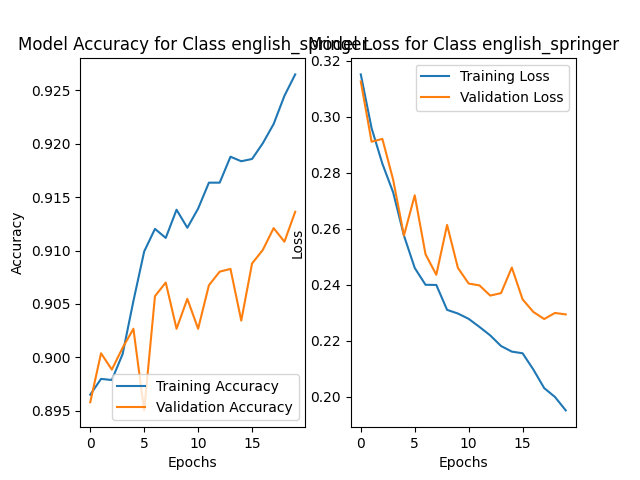 Model Accuracy for Class english_springer
0.925
0.920
0.915
0.910
0.905
0.900
0.895
Accuracy
Training Accuracy
Validation Accuracy
0 5 10 15
Epochs
Model Loss for Class english_springer
0.32
0.30
0.28
0.26
0.24
0.22
0.20
Loss
Training Loss
Validation Loss
0 5 10 15
Epochs